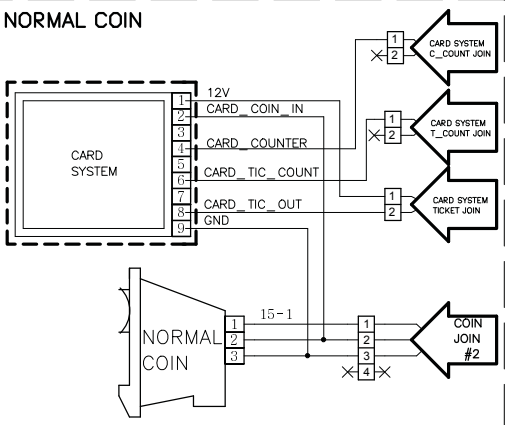 NORMAL COIN
CARD
SYSTEM
1
2
3
4
5
6
7
8
9
12V
CARD_COIN_IN
CARD_COUNTER
CARD_TIC_COUNT
CARD_TIC_OUT
GND
1
2
CARD SYSTEM
C_COUNT JOIN
1
2
CARD SYSTEM
T_COUNT JOIN
1
2
CARD SYSTEM
TICKET JOIN
NORMAL
COIN
1
2
3
15-1
1
2
3
4
COIN
JOIN
#2